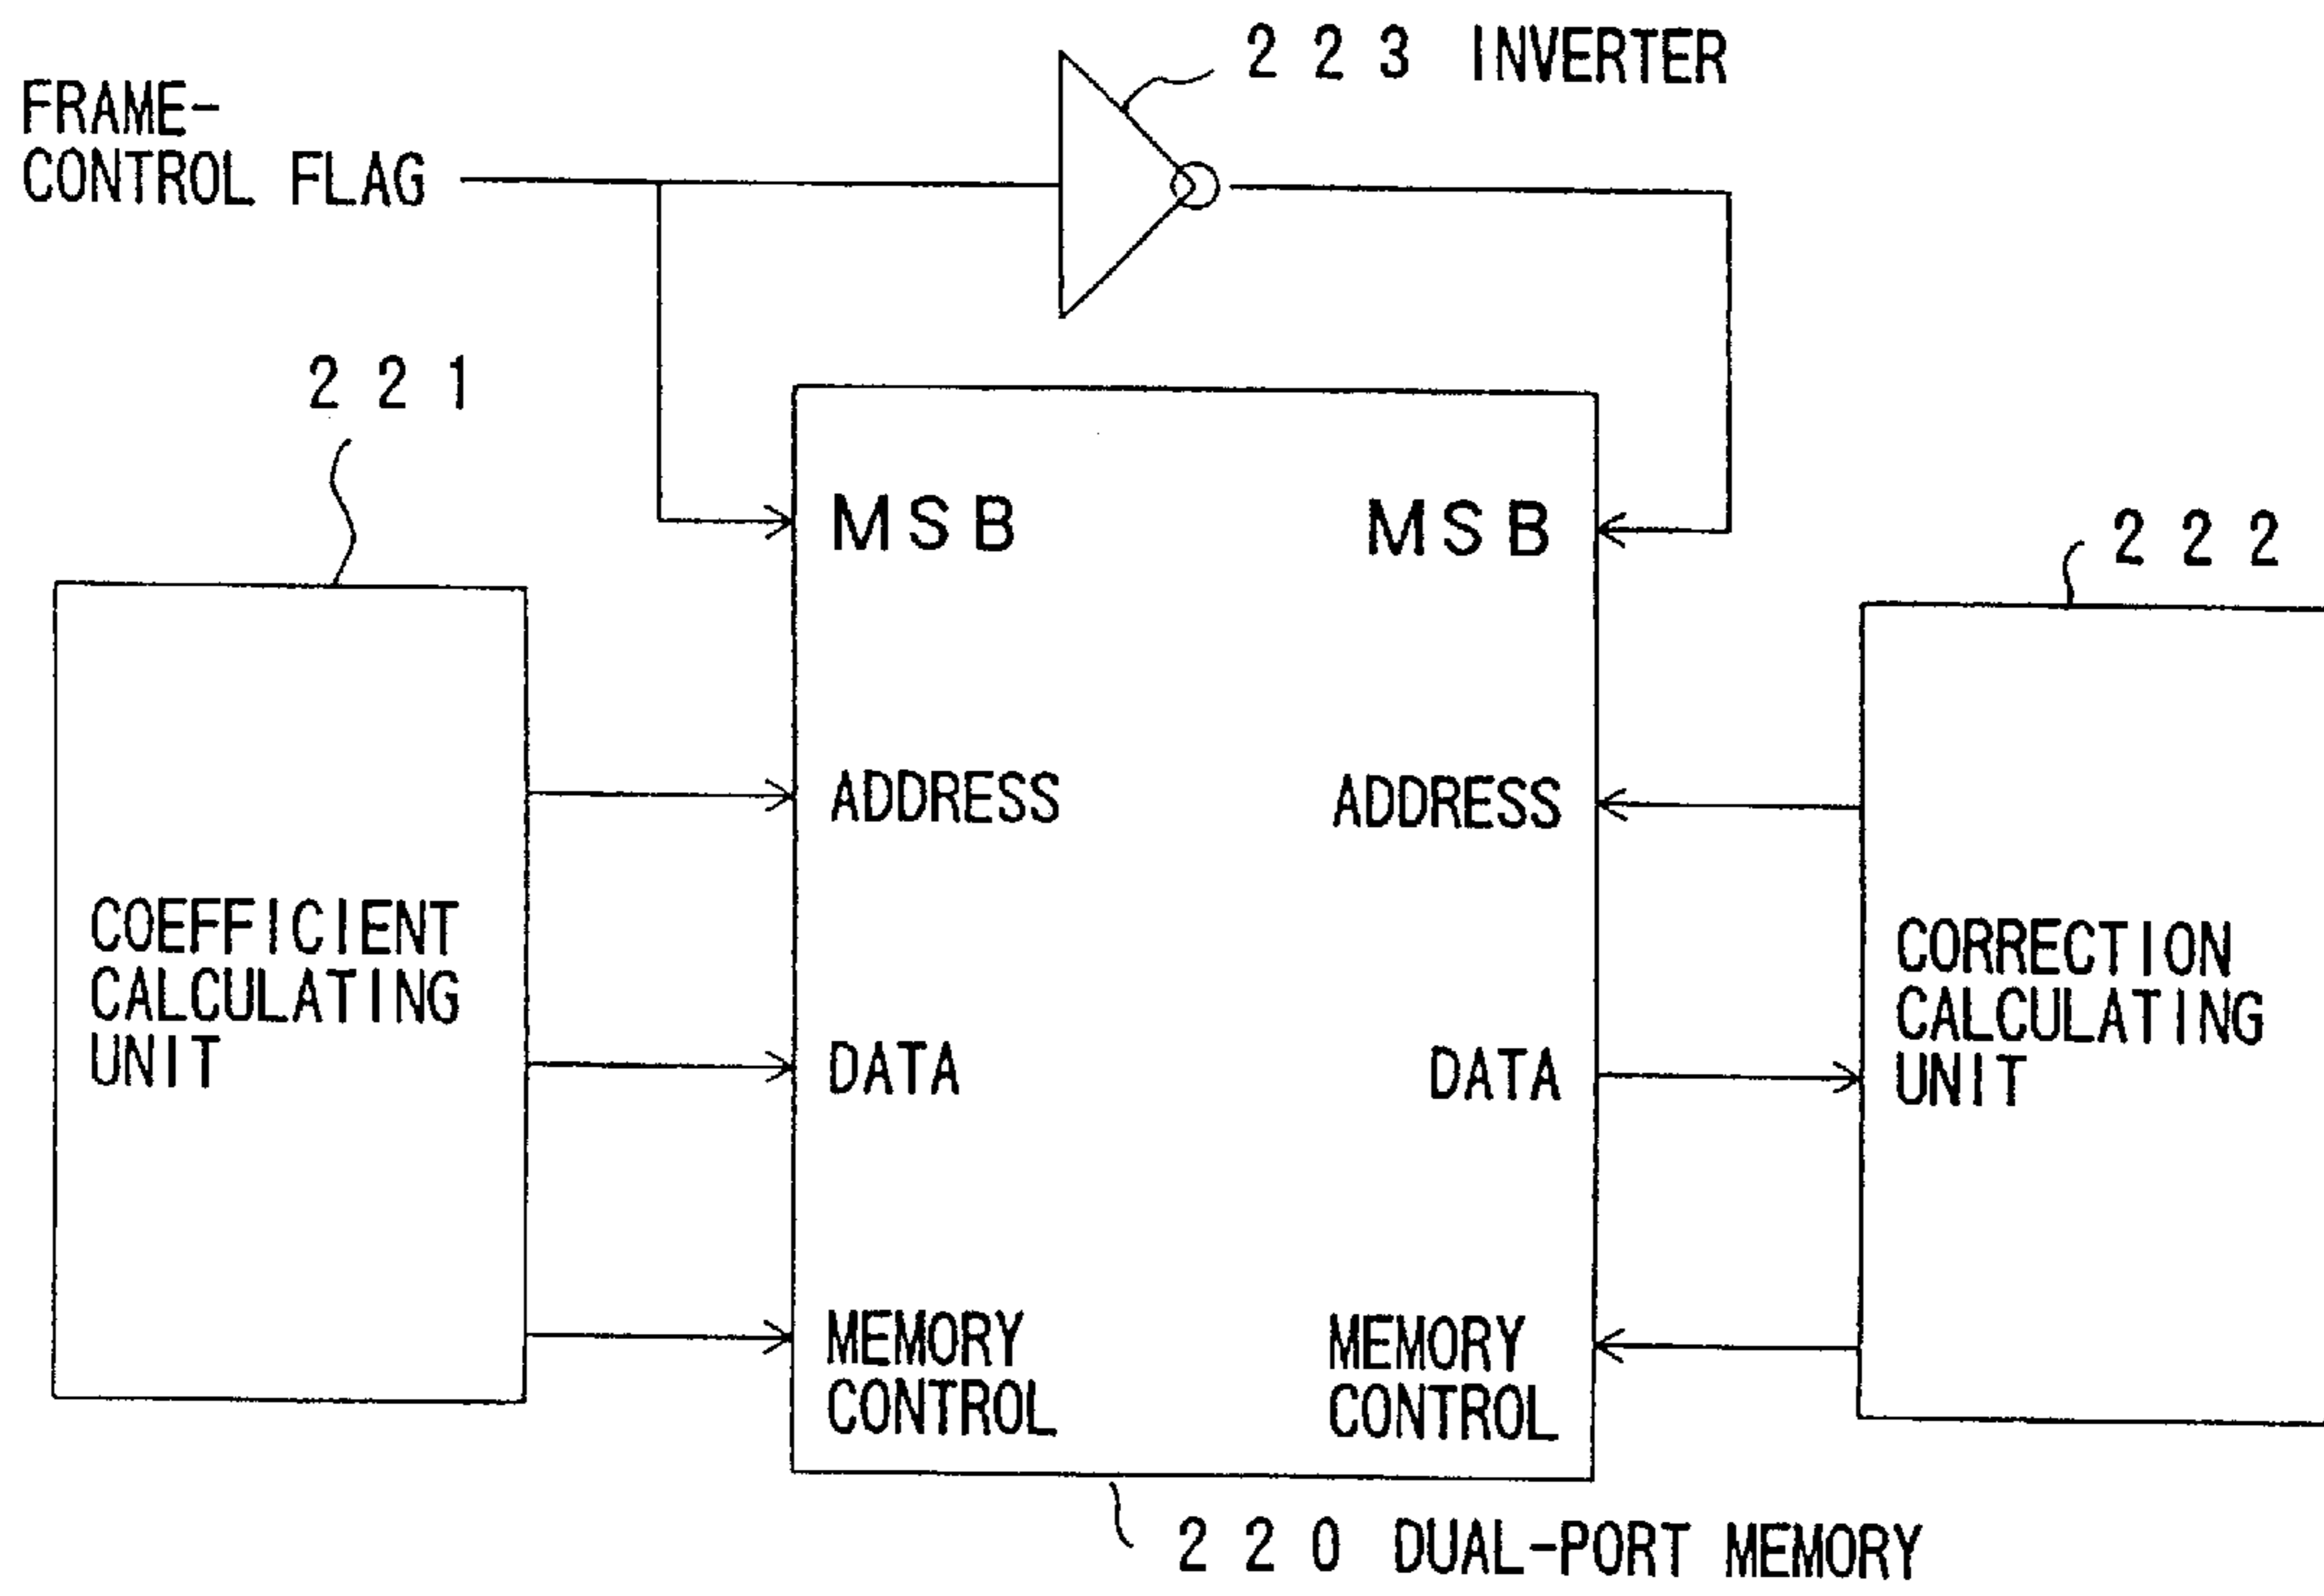 2 2 3 INVERTER
FRAME-
CONTROL FLAG
2 2 1
MSB MSB
2 2 2
ADDRESS ADDRESS
COEFFICIENT
CALCULATING
UNIT
CORRECTION
CALCULATING
UNIT
DATA DATA
MEMORY
CONTROL
MEMORY
CONTROL
2 2 0 DUAL-PORT MEMORY